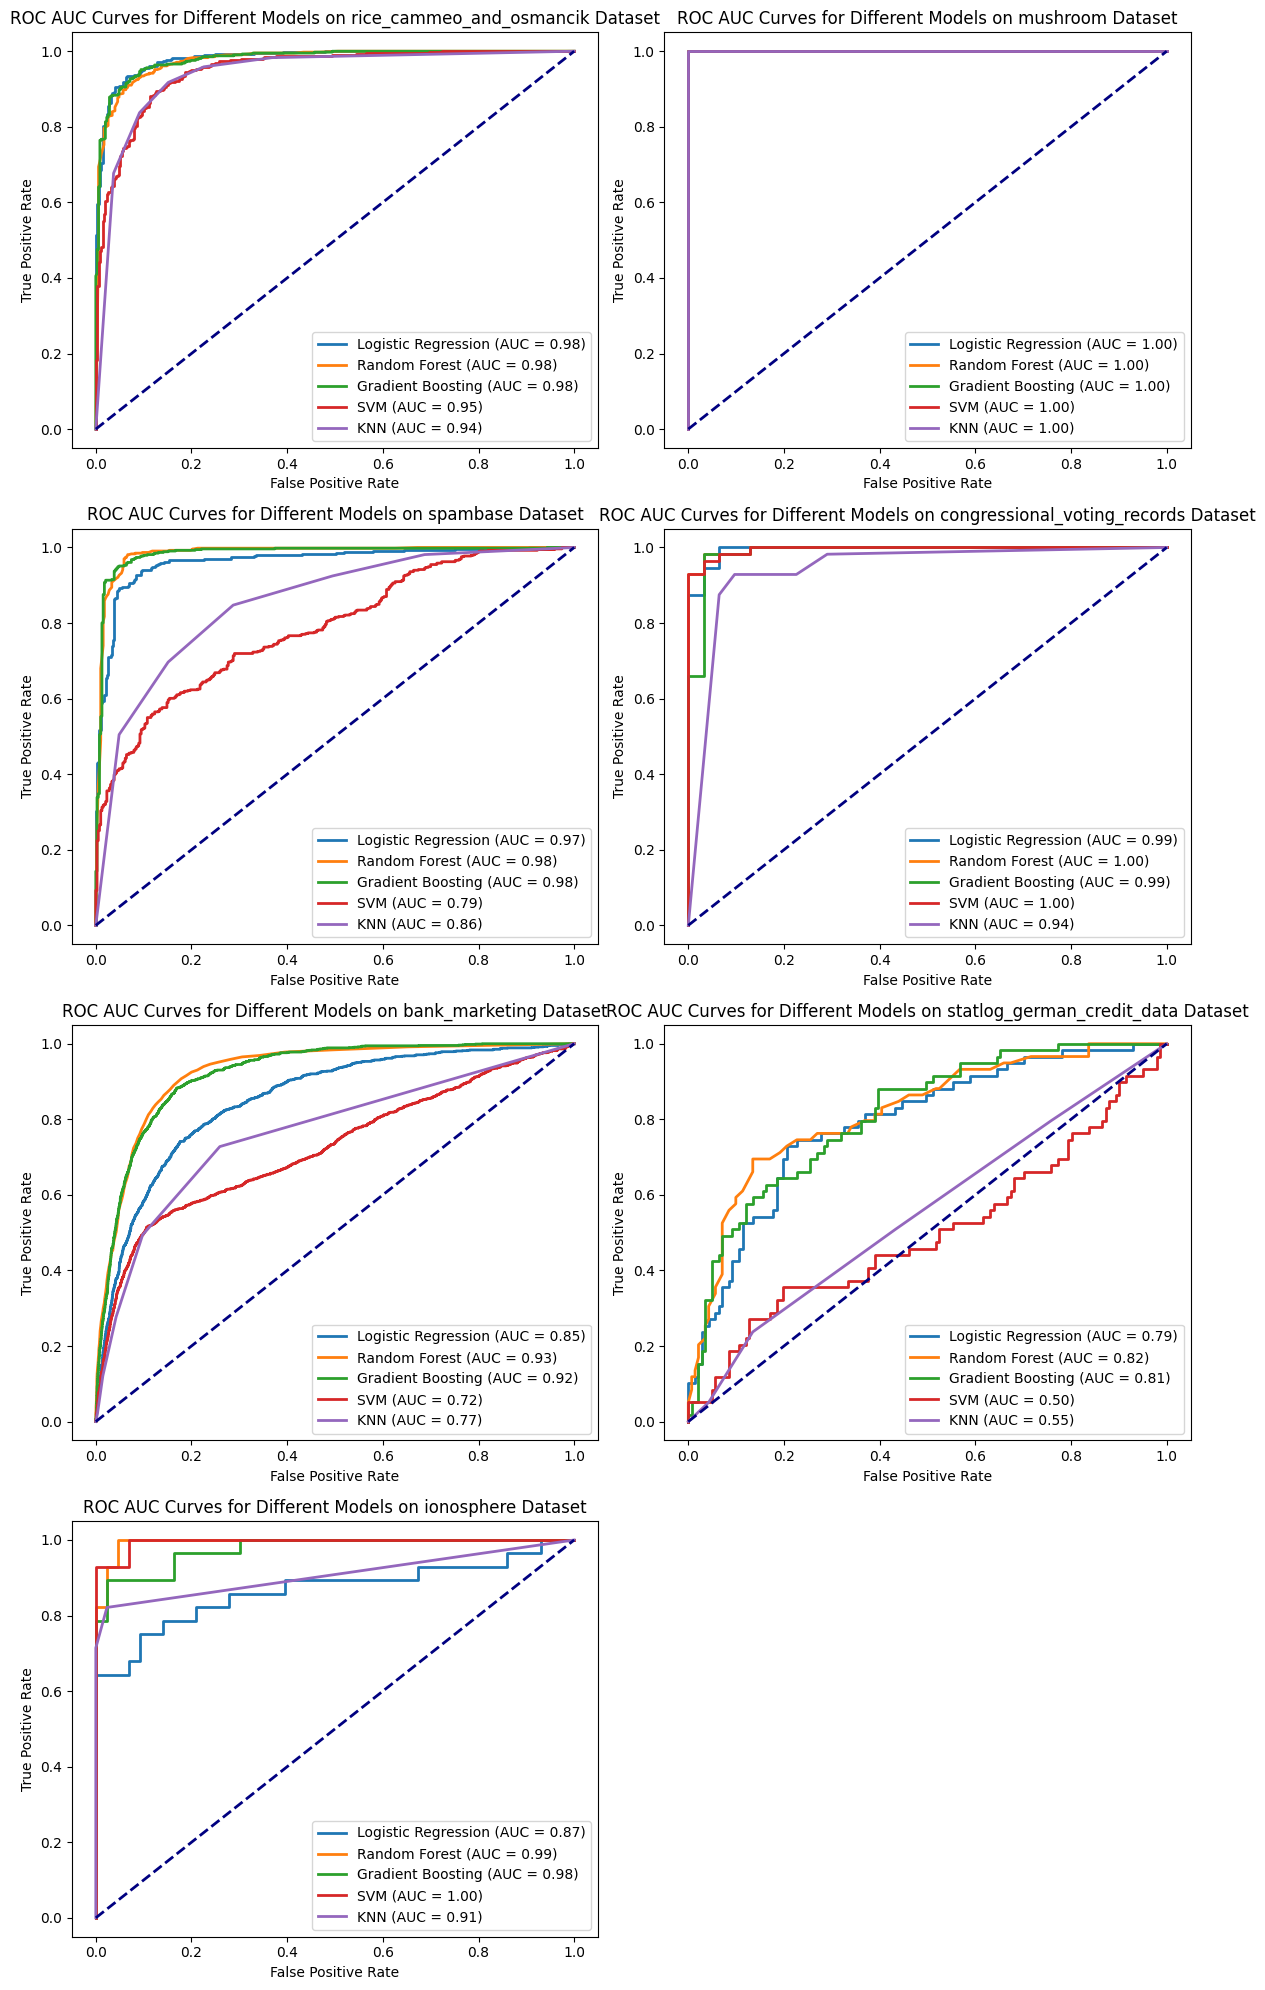 ROC AUC Curves for Different Models on rice_cammeo_and_osmancik Dataset
1.0
0.8
0.6
0.4
0.2
0.0
True Positive Rate
Logistic Regression (AUC = 0.98)
Random Forest (AUC = 0.98)
Gradient Boosting (AUC = 0.98)
SVM (AUC = 0.95)
KNN (AUC = 0.94)
0.0 0.2 0.4 0.6 0.8 1.0
False Positive Rate
ROC AUC Curves for Different Models on mushroom Dataset
1.0
0.8
0.6
0.4
0.2
0.0
True Positive Rate
Logistic Regression (AUC = 1.00)
Random Forest (AUC = 1.00)
Gradient Boosting (AUC = 1.00)
SVM (AUC = 1.00)
KNN (AUC = 1.00)
0.0 0.2 0.4 0.6 0.8 1.0
False Positive Rate
ROC AUC Curves for Different Models on spambase Dataset
1.0
0.8
0.6
0.4
0.2
0.0
True Positive Rate
Logistic Regression (AUC = 0.97)
Random Forest (AUC = 0.98)
Gradient Boosting (AUC = 0.98)
SVM (AUC = 0.79)
KNN (AUC = 0.86)
0.0 0.2 0.4 0.6 0.8 1.0
False Positive Rate
ROC AUC Curves for Different Models on congressional_voting_records Dataset
1.0
0.8
0.6
0.4
0.2
0.0
True Positive Rate
Logistic Regression (AUC = 0.99)
Random Forest (AUC = 1.00)
Gradient Boosting (AUC = 0.99)
SVM (AUC = 1.00)
KNN (AUC = 0.94)
0.0 0.2 0.4 0.6 0.8 1.0
False Positive Rate
ROC AUC Curves for Different Models on bank_marketing Dataset
1.0
0.8
0.6
0.4
0.2
0.0
True Positive Rate
Logistic Regression (AUC = 0.85)
Random Forest (AUC = 0.93)
Gradient Boosting (AUC = 0.92)
SVM (AUC = 0.72)
KNN (AUC = 0.77)
0.0 0.2 0.4 0.6 0.8 1.0
False Positive Rate
ROC AUC Curves for Different Models on statlog_german_credit_data Dataset
1.0
0.8
0.6
0.4
0.2
0.0
True Positive Rate
Logistic Regression (AUC = 0.79)
Random Forest (AUC = 0.82)
Gradient Boosting (AUC = 0.81)
SVM (AUC = 0.50)
KNN (AUC = 0.55)
0.0 0.2 0.4 0.6 0.8 1.0
False Positive Rate
ROC AUC Curves for Different Models on ionosphere Dataset
1.0
0.8
0.6
0.4
0.2
0.0
True Positive Rate
Logistic Regression (AUC = 0.87)
Random Forest (AUC = 0.99)
Gradient Boosting (AUC = 0.98)
SVM (AUC = 1.00)
KNN (AUC = 0.91)
0.0 0.2 0.4 0.6 0.8 1.0
False Positive Rate